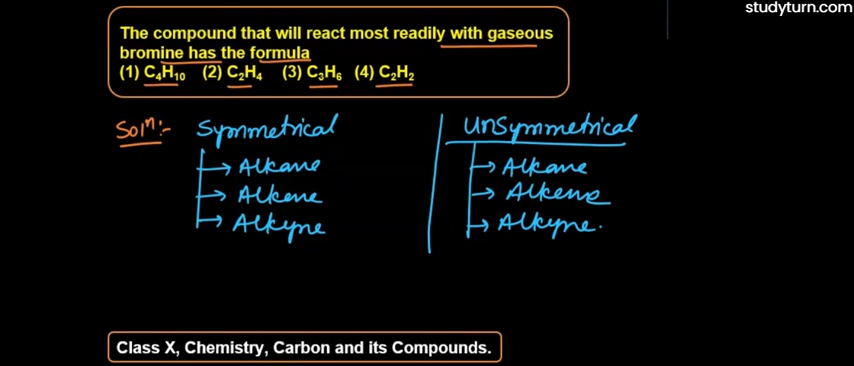 studyturn.com
The compound that will react most readily with gaseous
bromine has the formula
(1) C₄H₁₀ (2) C₂H₄ (3) C₃H₆ (4) C₂H₂
Solⁿ:- Symmetrical
→ Alkane
→ Alkene
→ Alkyne
UnSymmetrical
→ Alkane
→ Alkene
→ Alkyne.
Class X, Chemistry, Carbon and its Compounds.